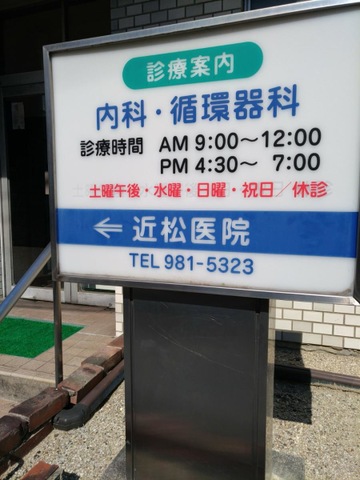 診療案内
内科・循環器科
診療時間 AM 9:00～12:00
PM 4:30～ 7:00
土曜午後・水曜・日曜・祝日／休診
← 近松医院
TEL 981-5323